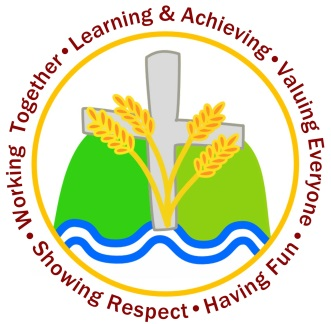 Working Together • Learning & Achieving • Valuing Everyone • Having Fun • Showing Respect •